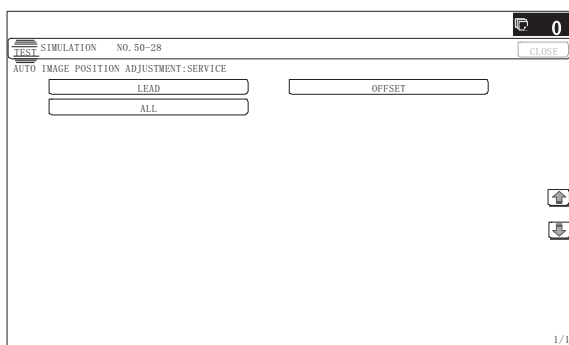 0
TEST SIMULATION NO. 50-28
CLOSE
AUTO IMAGE POSITION ADJUSTMENT:SERVICE
LEAD OFFSET
ALL
1/1